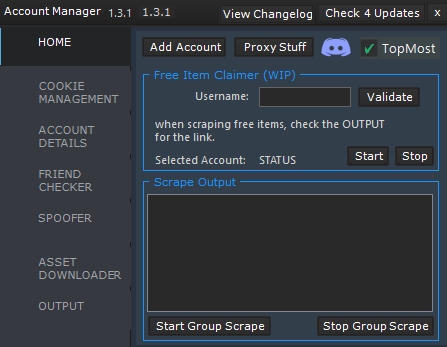 Account Manager 1.3.1 1.3.1 View Changelog Check 4 Updates x
HOME
COOKIE
MANAGEMENT
ACCOUNT
DETAILS
FRIEND
CHECKER
SPOOFER
ASSET
DOWNLOADER
OUTPUT
Add Account Proxy Stuff TopMost
Free Item Claimer (WIP)
Username: Validate
when scraping free items, check the OUTPUT
for the link.
Selected Account: STATUS Start Stop
Scrape Output
Start Group Scrape Stop Group Scrape